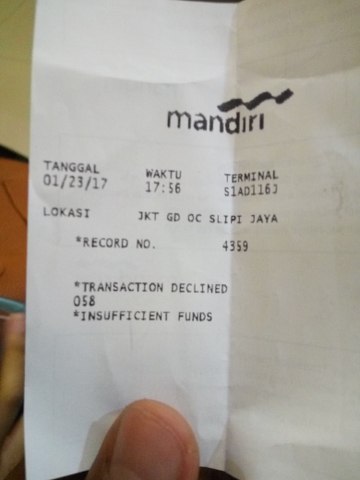 mandiri
TANGGAL WAKTU TERMINAL
01/23/17 17:56 S1AD116J
LOKASI JKT GD OC SLIPI JAYA
*RECORD NO. 4359
*TRANSACTION DECLINED
058
*INSUFFICIENT FUNDS